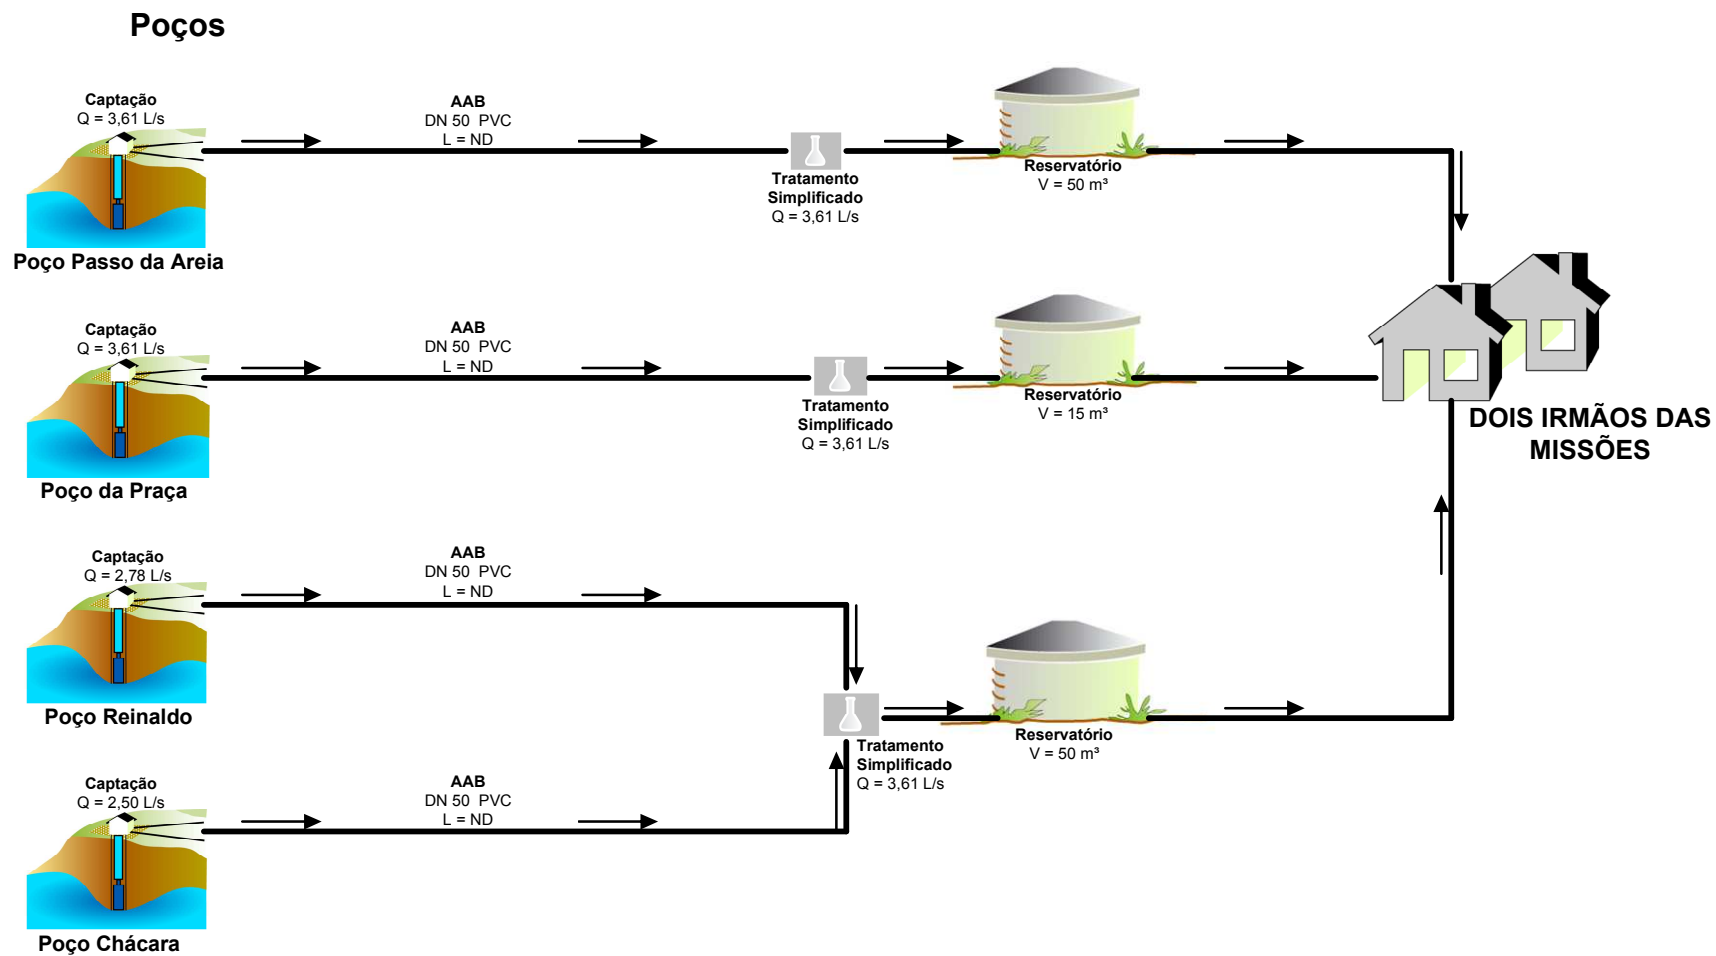 Poços
Captação
Q = 3,61 L/s
AAB
DN 50 PVC
L = ND
Tratamento
Simplificado
Q = 3,61 L/s
Reservatório
V = 50 m³
Poço Passo da Areia
Captação
Q = 3,61 L/s
AAB
DN 50 PVC
L = ND
Tratamento
Simplificado
Q = 3,61 L/s
Reservatório
V = 15 m³
DOIS IRMÃOS DAS
MISSÕES
Poço da Praça
Captação
Q = 2,78 L/s
AAB
DN 50 PVC
L = ND
Poço Reinaldo
Tratamento
Simplificado
Q = 3,61 L/s
Reservatório
V = 50 m³
Captação
Q = 2,50 L/s
AAB
DN 50 PVC
L = ND
Poço Chácara